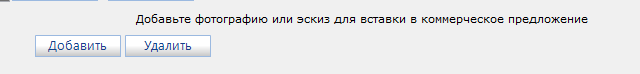 Добавьте фотографию или эскиз для вставки в коммерческое предложение
Добавить Удалить